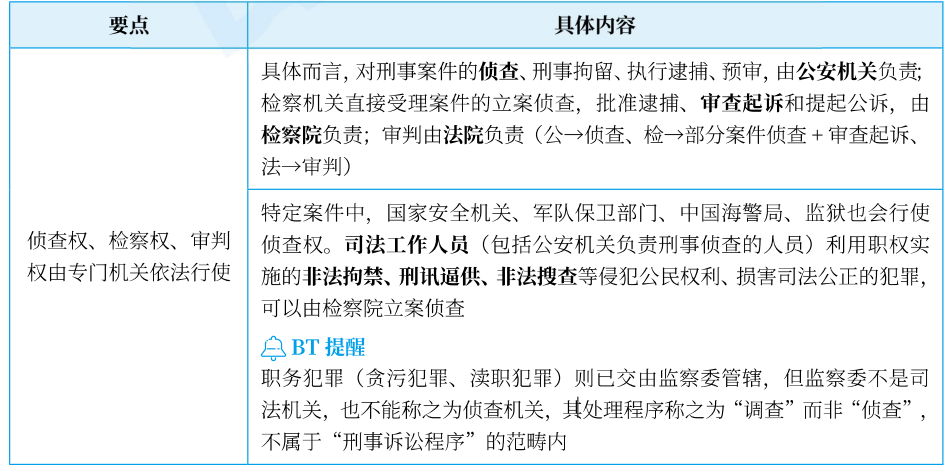 要点
具体内容
侦查权、检察权、审判
权由专门机关依法行使
具体而言，对刑事案件的侦查、刑事拘留、执行逮捕、预审，由公安机关负责；
检察机关直接受理案件的立案侦查，批准逮捕、审查起诉和提起公诉，由
检察院负责；审判由法院负责（公→侦查、检→部分案件侦查+审查起诉、
法→审判）
特定案件中，国家安全机关、军队保卫部门、中国海警局、监狱也会行使
侦查权。司法工作人员（包括公安机关负责刑事侦查的人员）利用职权实
施的非法拘禁、刑讯逼供、非法搜查等侵犯公民权利、损害司法公正的犯罪，
可以由检察院立案侦查
BT 提醒
职务犯罪（贪污犯罪、渎职犯罪）则已交由监察委管辖，但监察委不是司
法机关，也不能称之为侦查机关，其处理程序称之为“调查”而非“侦查”，
不属于“刑事诉讼程序”的范畴内